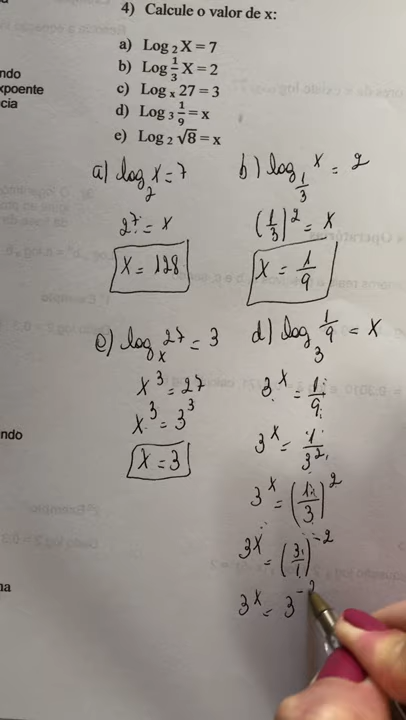 4) Calcule o valor de x:
a) Log ₂ X = 7
ndo
b) Log 1/3 X = 2
xpoente
c) Log ₓ 27 = 3
cia
d) Log ₃ 1/9 = x
e) Log ₂ √8 = x
a) log₂ X = 7
2⁷ = X
X = 128
b) log 1/3 X = 2
(1/3)² = X
X = 1/9
c) logₓ 27 = 3
X³ = 27
X³ = 3³
X = 3
d) log₃ 1/9 = X
3ˣ = 1/9
3ˣ = 1/3²
3ˣ = (1/3)²
3ˣ = (3/1)⁻²
3ˣ = 3⁻²
ndo